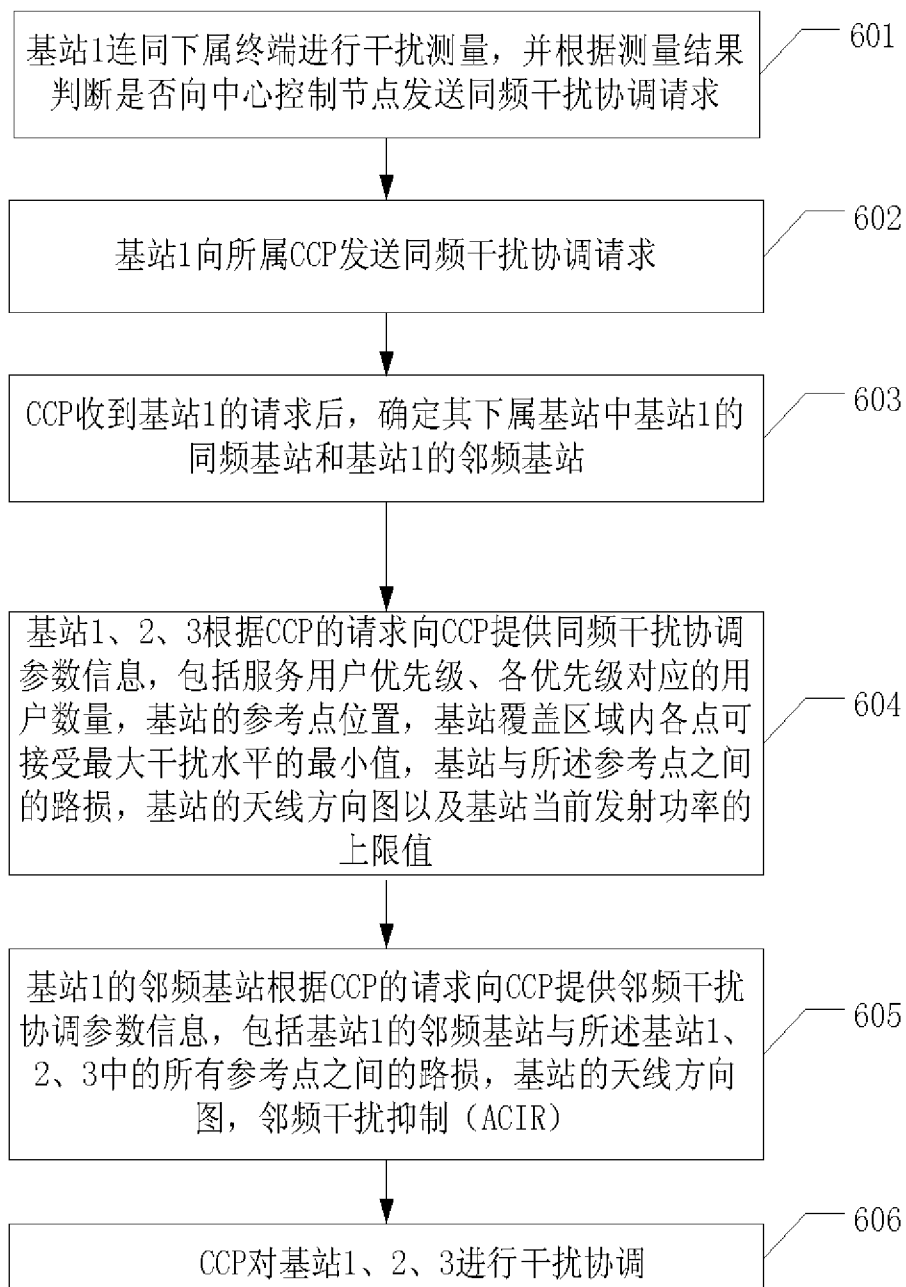 基站1连同下属终端进行干扰测量，并根据测量结果
判断是否向中心控制节点发送同频干扰协调请求
601
基站1向所属CCP发送同频干扰协调请求
602
CCP收到基站1的请求后，确定其下属基站中基站1的
同频基站和基站1的邻频基站
603
基站1、2、3根据CCP的请求向CCP提供同频干扰协调
参数信息，包括服务用户优先级、各优先级对应的用
户数量，基站的参考点位置，基站覆盖区域内各点可
接受最大干扰水平的最小值，基站与所述参考点之间
的路损，基站的天线方向图以及基站当前发射功率的
上限值
604
基站1的邻频基站根据CCP的请求向CCP提供邻频干扰
协调参数信息，包括基站1的邻频基站与所述基站1、
2、3中的所有参考点之间的路损，基站的天线方向
图，邻频干扰抑制（ACIR）
605
CCP对基站1、2、3进行干扰协调
606